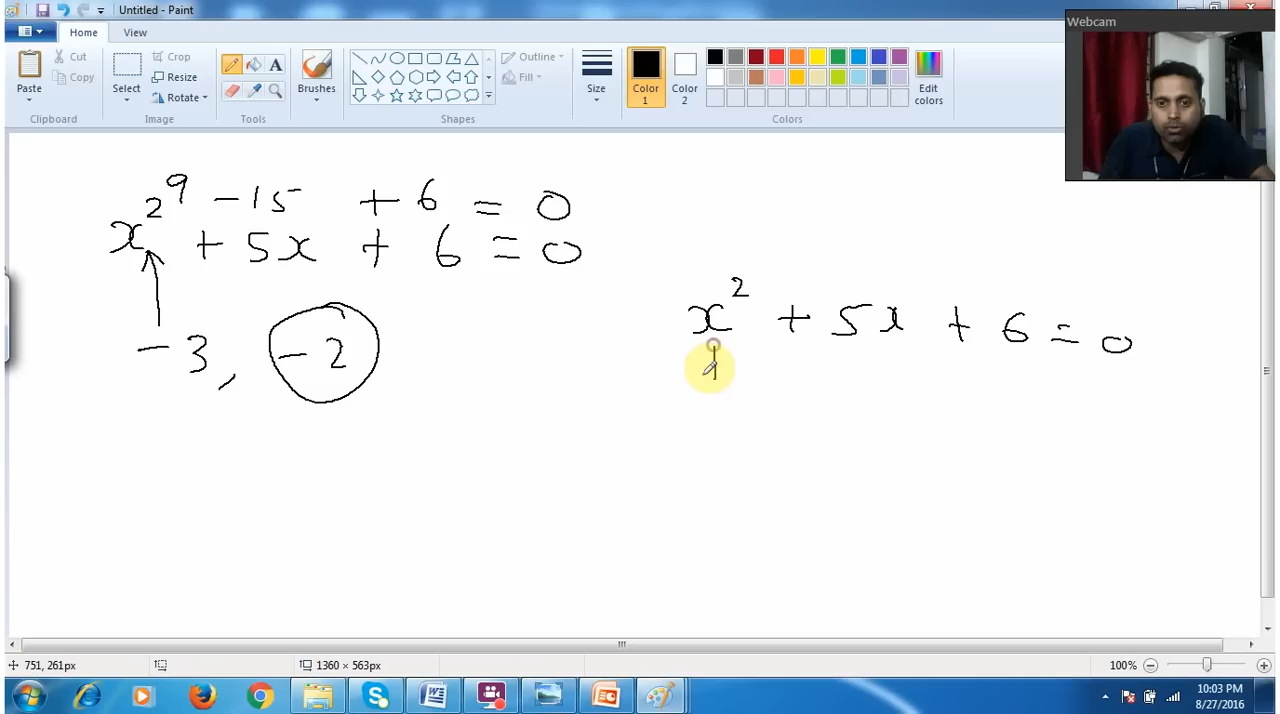 Untitled - Paint
Webcam
Home View
Paste
Cut
Copy
Select
Crop
Resize
Rotate
A
Brushes
Outline
Fill
Size
Color 1
Color 2
Edit colors
Clipboard Image Tools Shapes Colors
9 - 15 + 6 = 0
x² + 5x + 6 = 0
- 3, - 2
x² + 5x + 6 = 0
751, 261px
1360 × 563px
100%
10:03 PM
8/27/2016